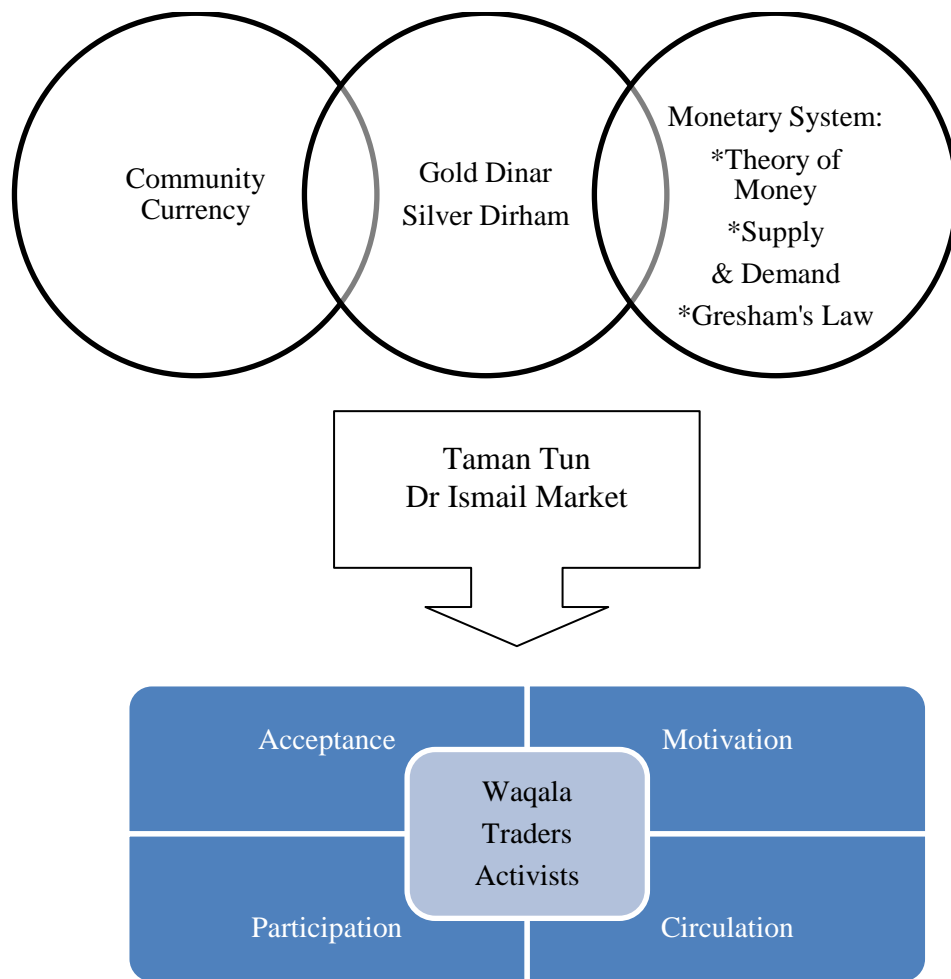 Community
Currency
Gold Dinar
Silver Dirham
Monetary System:
*Theory of
Money
*Supply
& Demand
*Gresham's Law
Taman Tun
Dr Ismail Market
Acceptance
Motivation
Waqala
Traders
Activists
Participation
Circulation